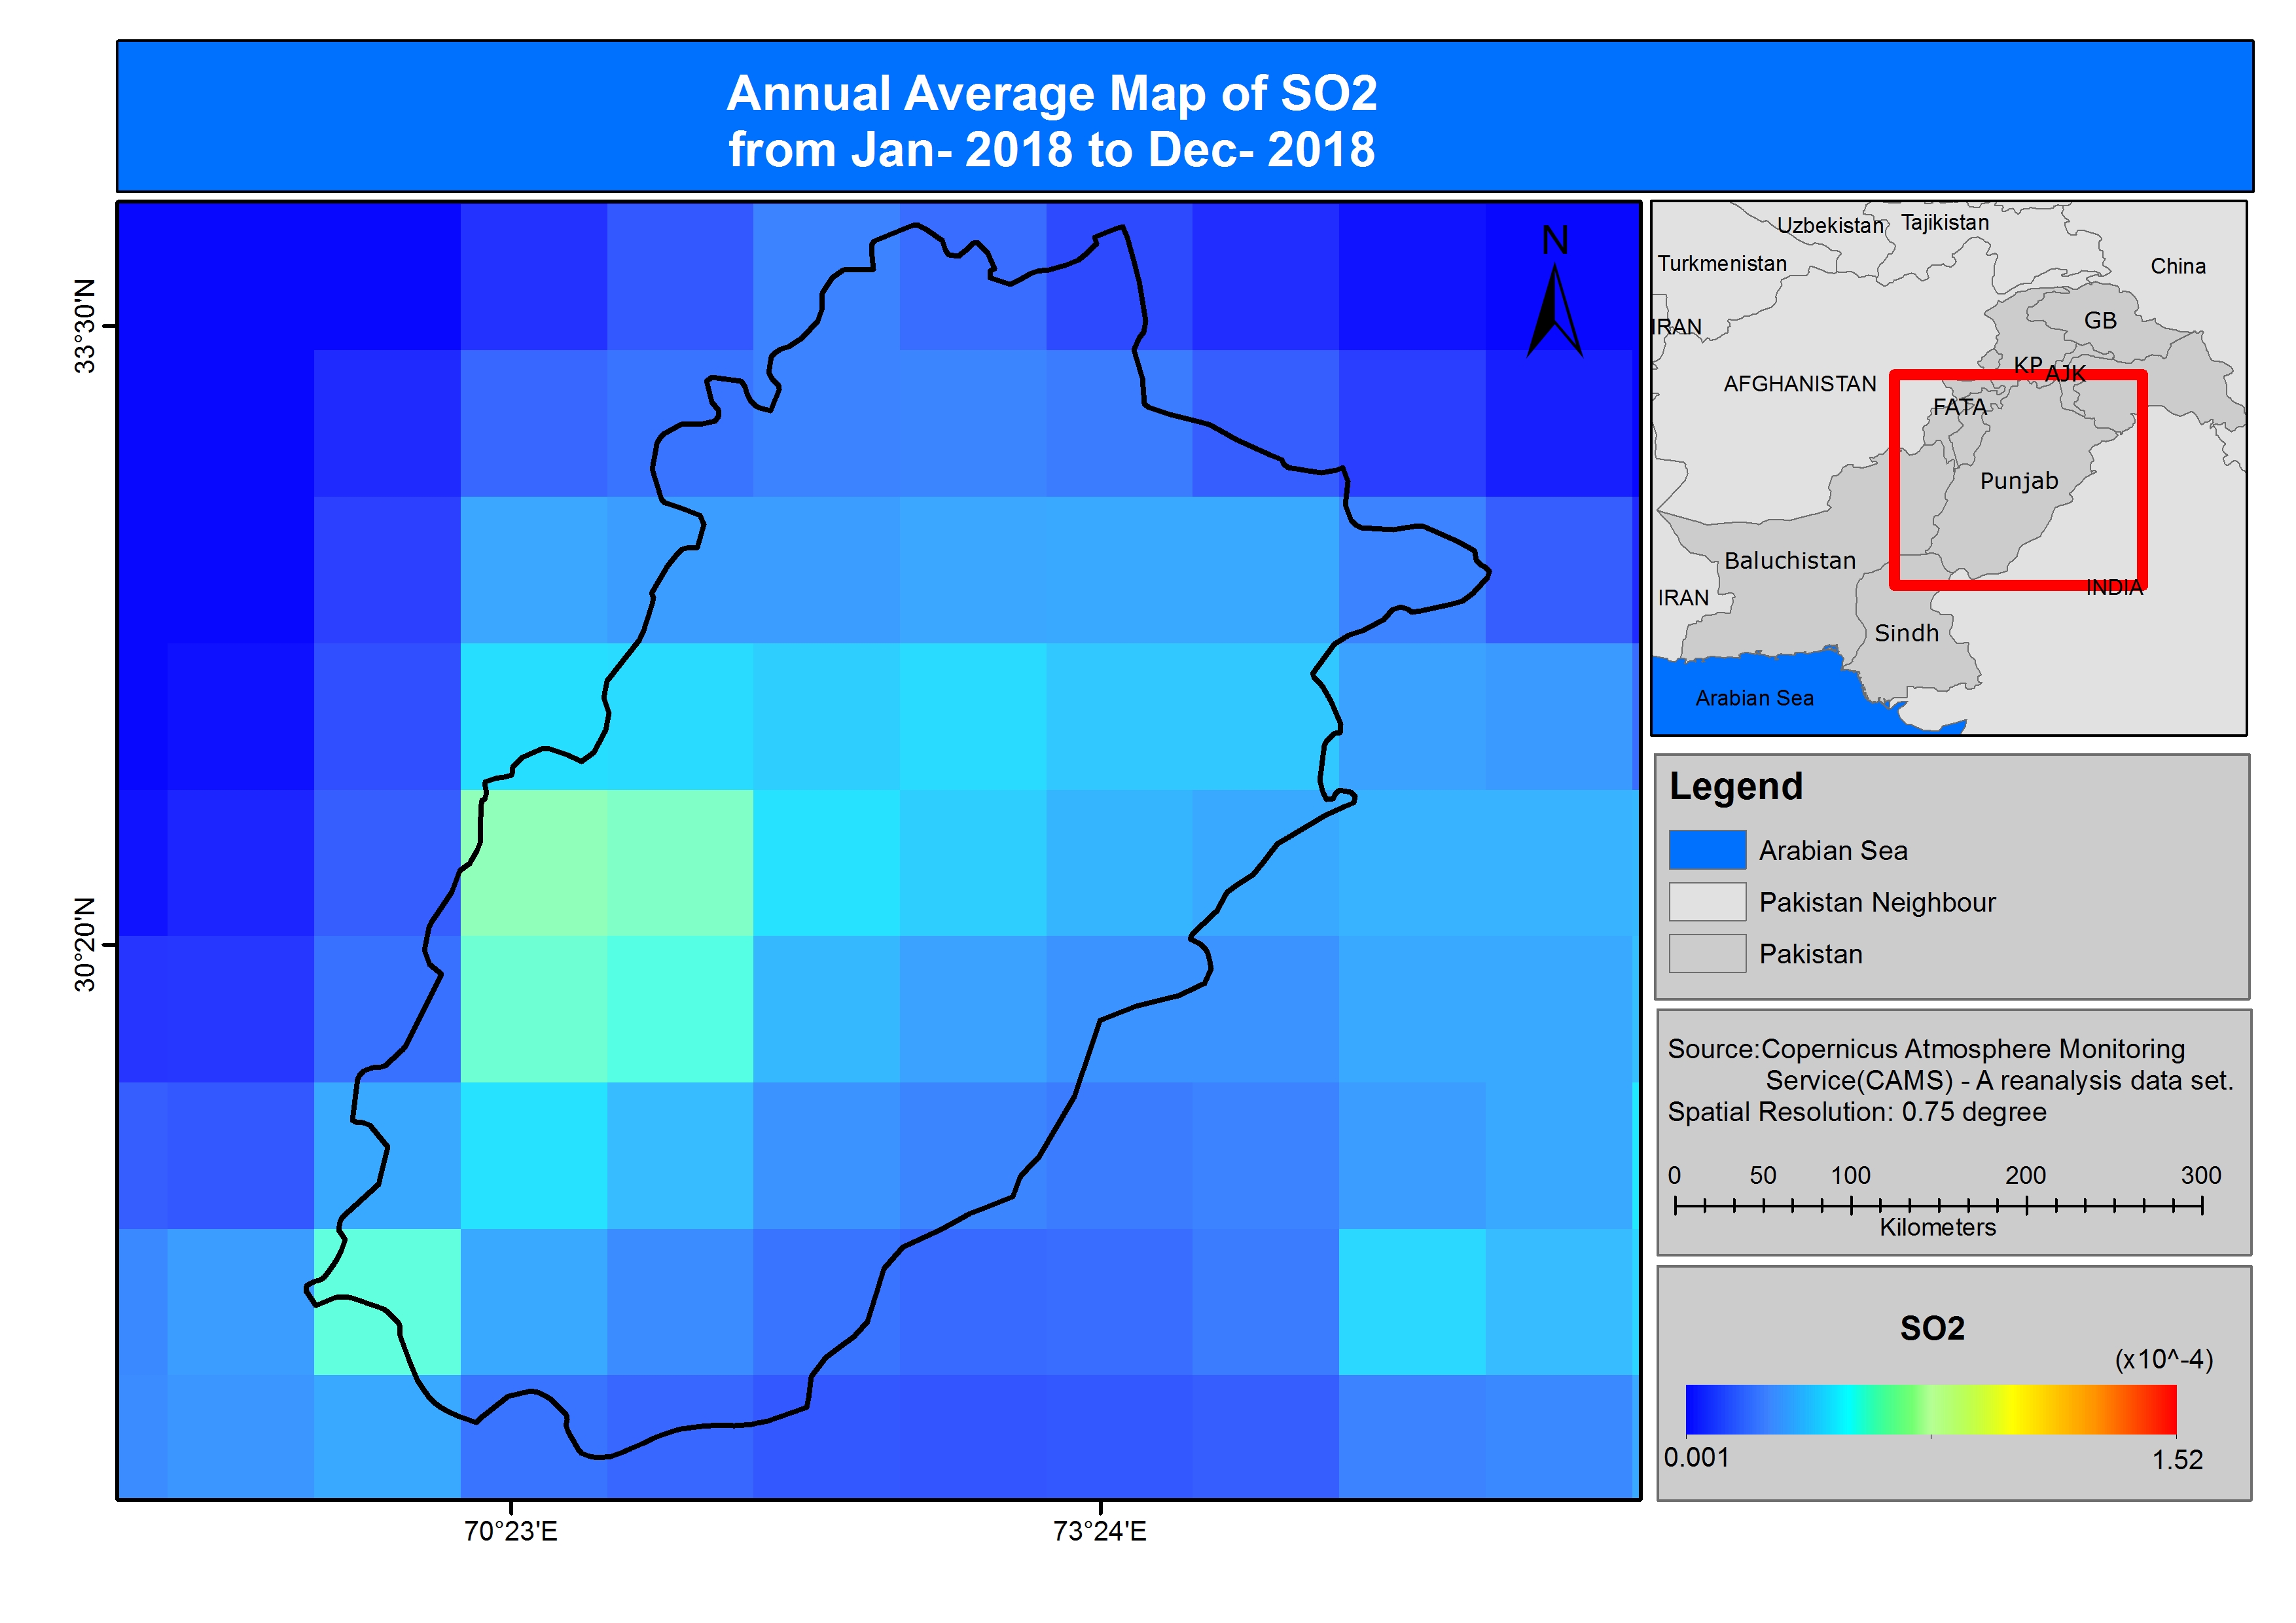 Annual Average Map of SO2
from Jan- 2018 to Dec- 2018
N
33°30'N
30°20'N
70°23'E
73°24'E
Uzbekistan
Tajikistan
Turkmenistan
China
IRAN
GB
KP
AJK
AFGHANISTAN
FATA
Punjab
Baluchistan
INDIA
IRAN
Sindh
Arabian Sea
Legend
Arabian Sea
Pakistan Neighbour
Pakistan
Source:Copernicus Atmosphere Monitoring
Service(CAMS) - A reanalysis data set.
Spatial Resolution: 0.75 degree
0 50 100 200 300
Kilometers
SO2
(x10^-4)
0.001 1.52